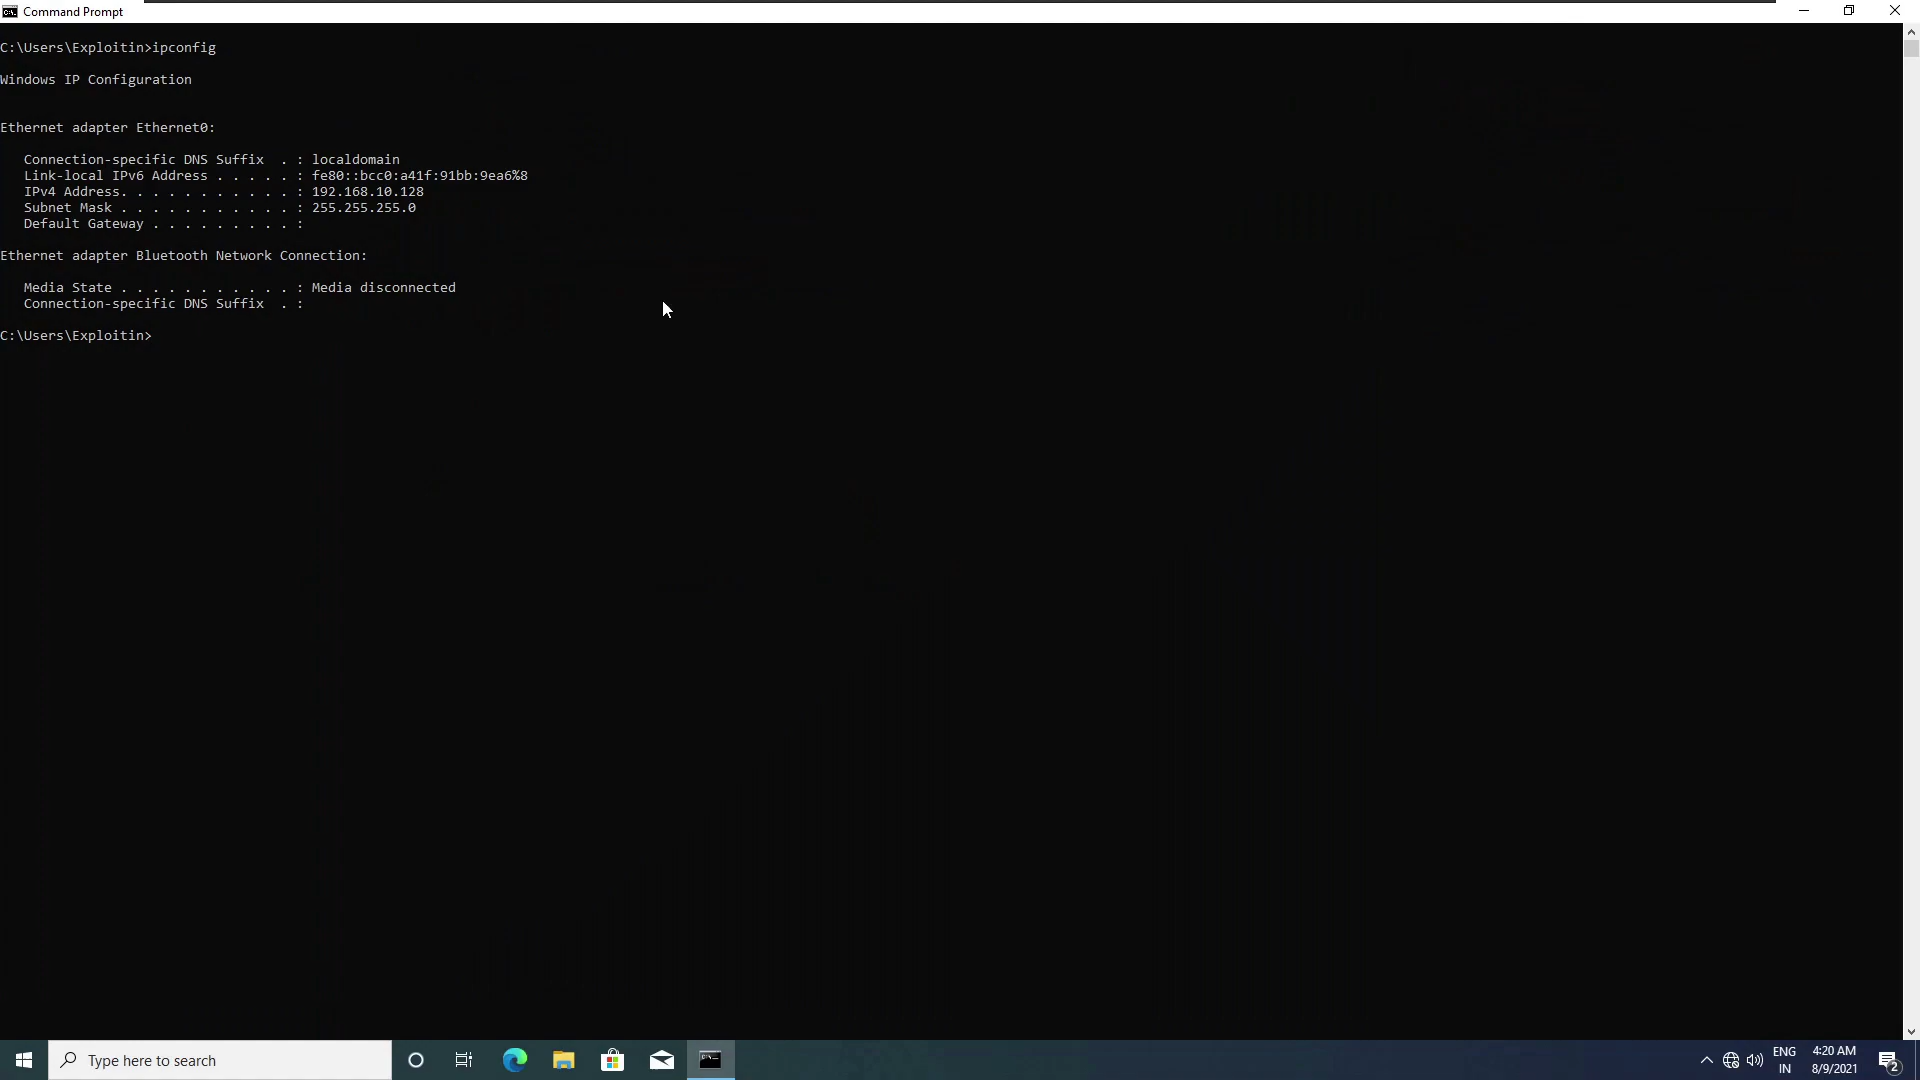 Command Prompt
C:\Users\Exploitin>ipconfig
Windows IP Configuration
Ethernet adapter Ethernet0:
Connection-specific DNS Suffix  . : localdomain
Link-local IPv6 Address . . . . . : fe80::bcc0:a41f:91bb:9ea6%8
IPv4 Address. . . . . . . . . . . : 192.168.10.128
Subnet Mask . . . . . . . . . . . : 255.255.255.0
Default Gateway . . . . . . . . . :
Ethernet adapter Bluetooth Network Connection:
Media State . . . . . . . . . . . : Media disconnected
Connection-specific DNS Suffix  . :
C:\Users\Exploitin>
Type here to search
ENG
IN
4:20 AM
8/9/2021
2